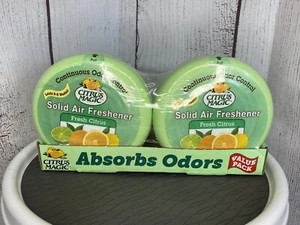 Continuous Odor Control
CITRUS
MAGIC
Solid Air Freshener
Fresh Citrus
Continuous Odor Control
CITRUS
MAGIC
Solid Air Freshener
Fresh Citrus
CITRUS
MAGIC
Absorbs Odors
VALUE
PACK